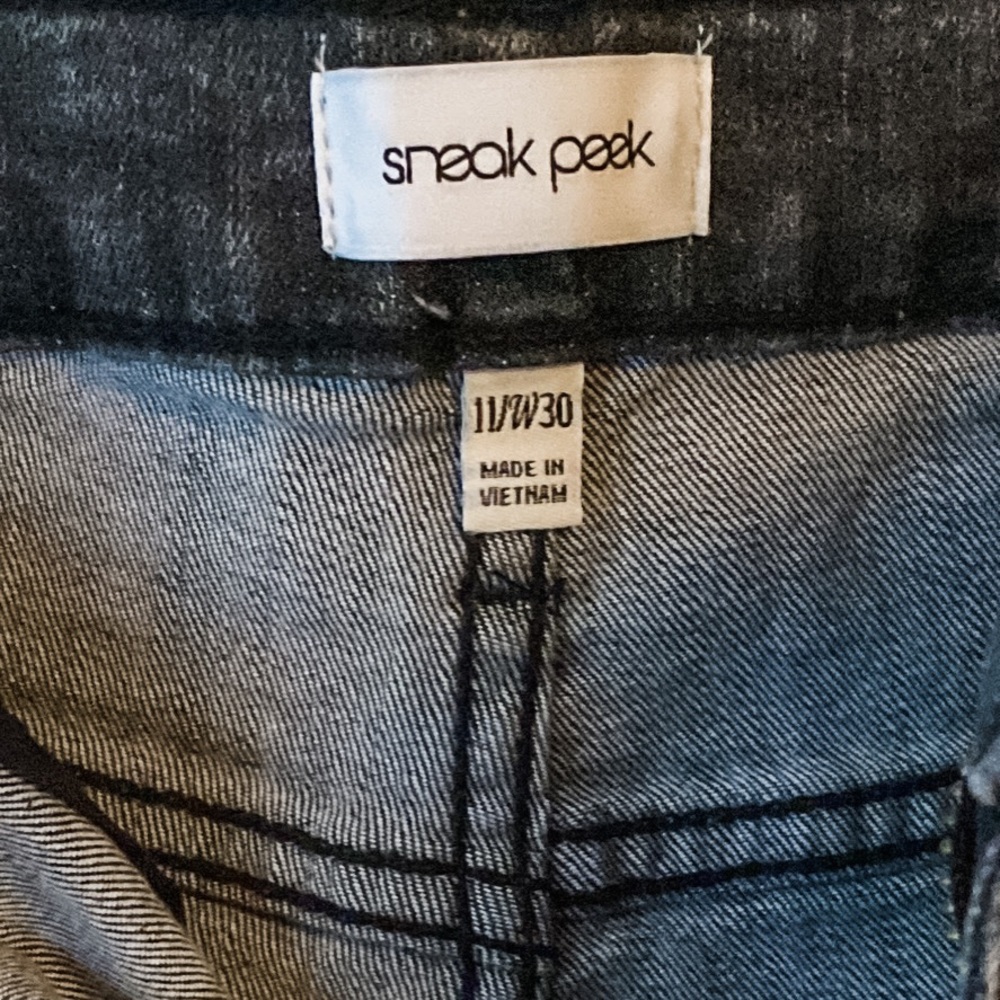 sneak peek
11/W30
MADE IN
VIETNAM